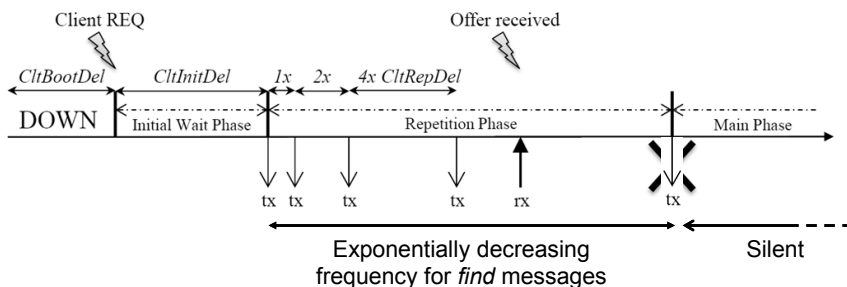 Client REQ
Offer received
CltBootDel
CltInitDel
1x
2x
4x CltRepDel
DOWN
Initial Wait Phase
Repetition Phase
Main Phase
tx
tx
tx
tx
rx
tx
Exponentially decreasing
frequency for find messages
Silent